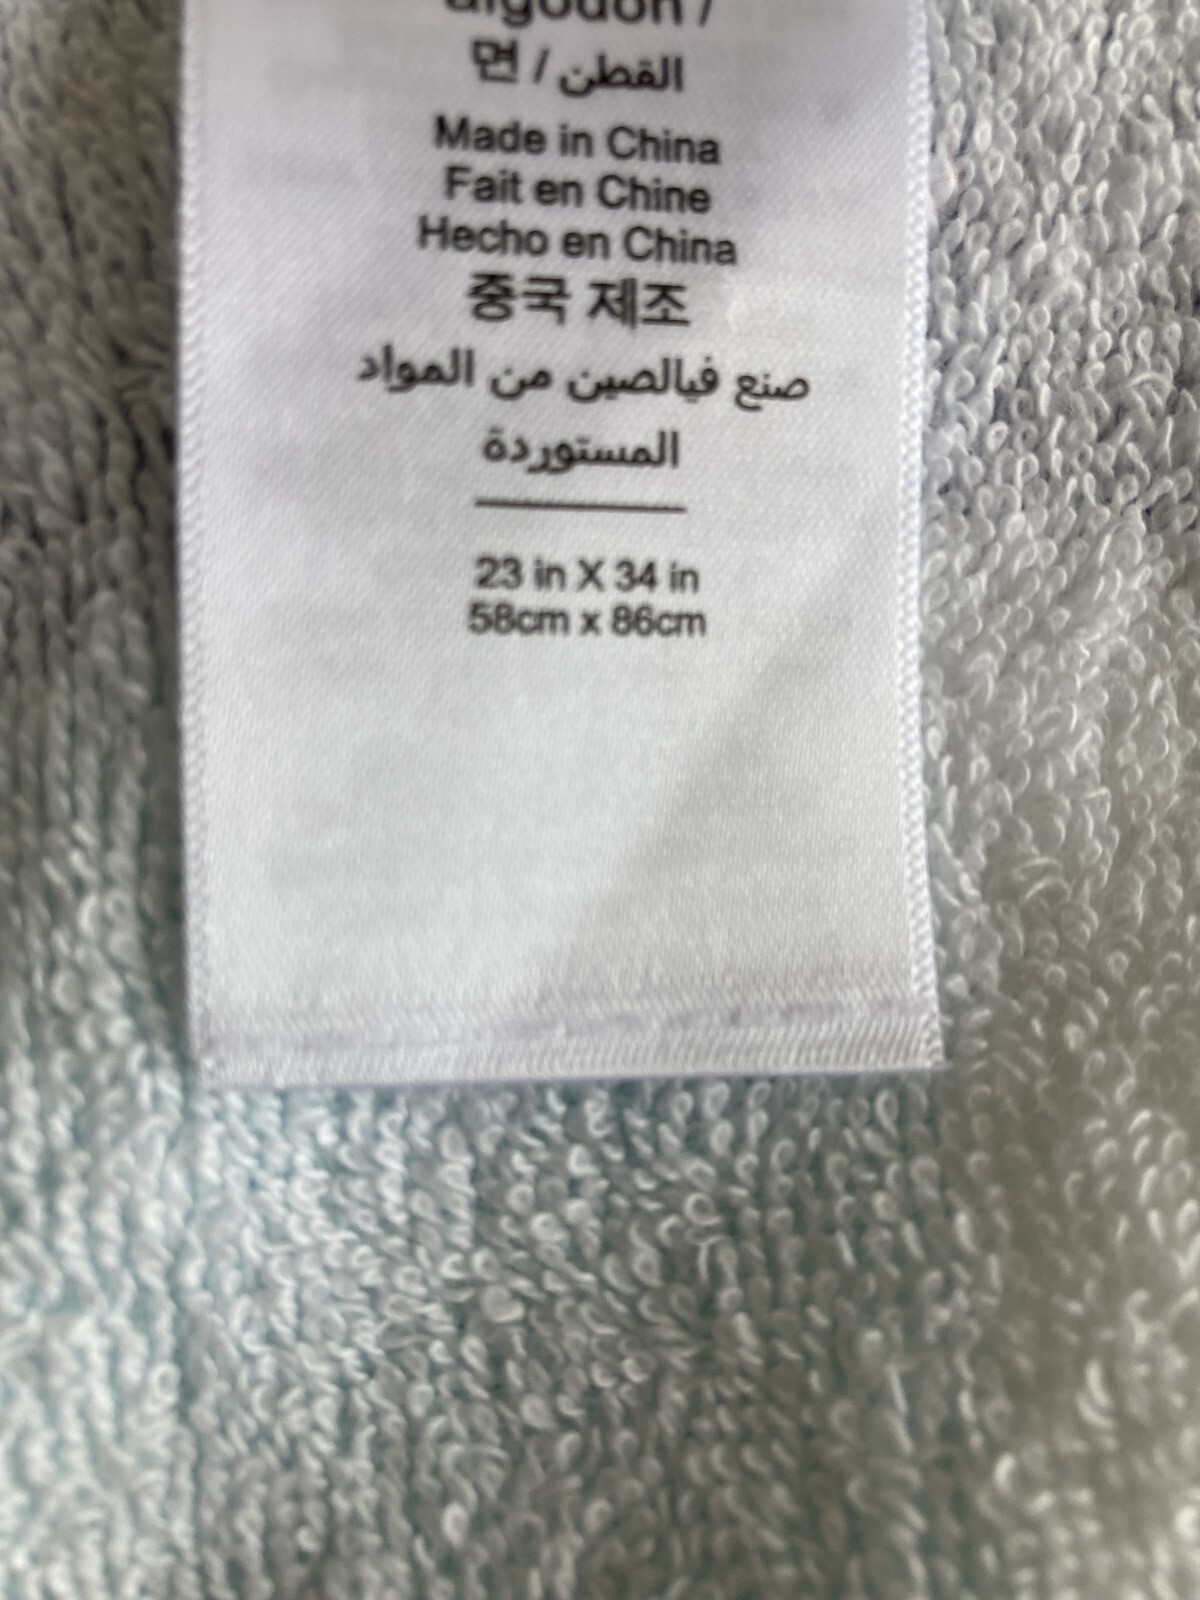 algodón /
면 / القطن
Made in China
Fait en Chine
Hecho en China
중국 제조
صنع فيالصين من المواد
المستوردة
23 in X 34 in
58cm x 86cm